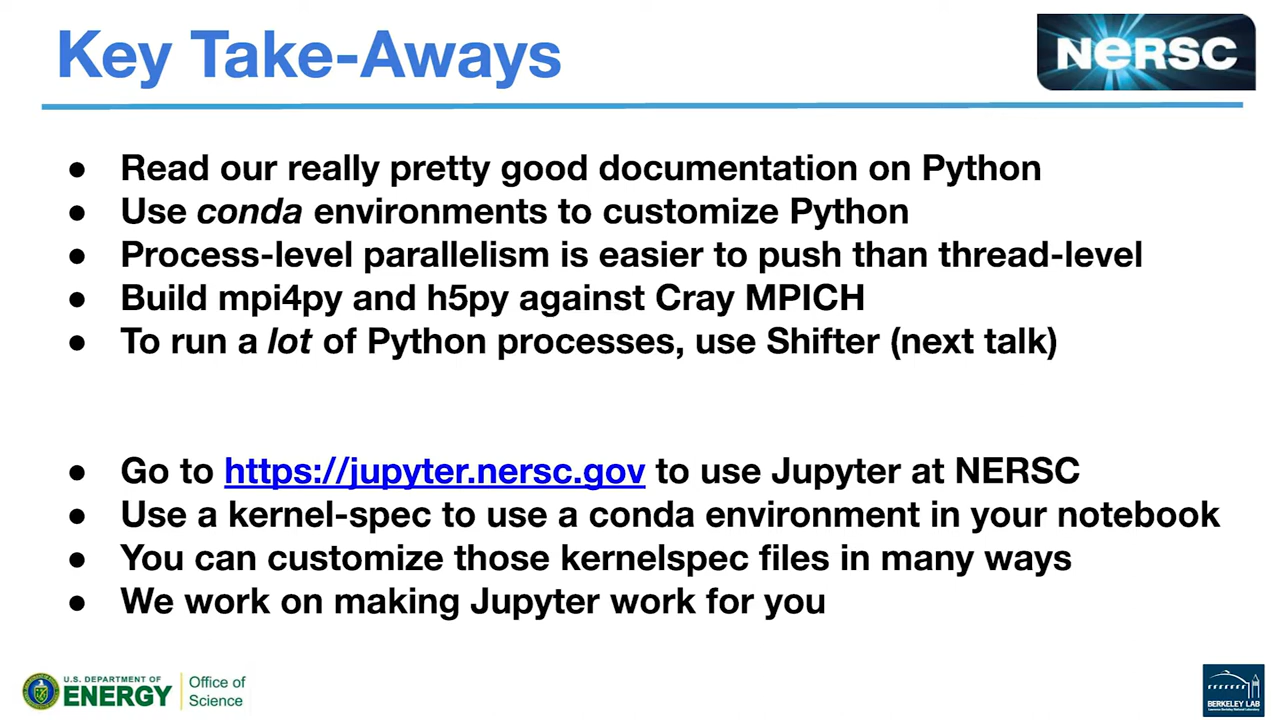 Key Take-Aways
NERSC
● Read our really pretty good documentation on Python
● Use conda environments to customize Python
● Process-level parallelism is easier to push than thread-level
● Build mpi4py and h5py against Cray MPICH
● To run a lot of Python processes, use Shifter (next talk)
● Go to https://jupyter.nersc.gov to use Jupyter at NERSC
● Use a kernel-spec to use a conda environment in your notebook
● You can customize those kernelspec files in many ways
● We work on making Jupyter work for you
U.S. DEPARTMENT OF
ENERGY
Office of
Science
BERKELEY LAB